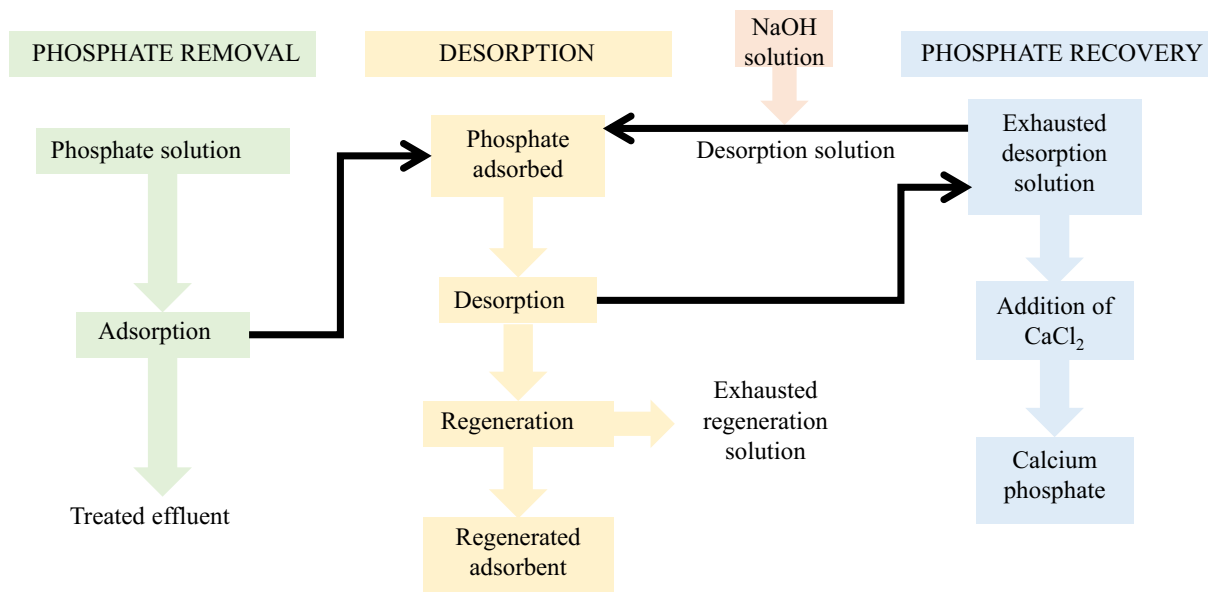 PHOSPHATE REMOVAL
DESORPTION
NaOH
solution
PHOSPHATE RECOVERY
Phosphate solution
Adsorption
Treated effluent
Phosphate
adsorbed
Desorption
Regeneration
Exhausted
regeneration
solution
Regenerated
adsorbent
Desorption solution
Exhausted
desorption
solution
Addition of
CaCl₂
Calcium
phosphate